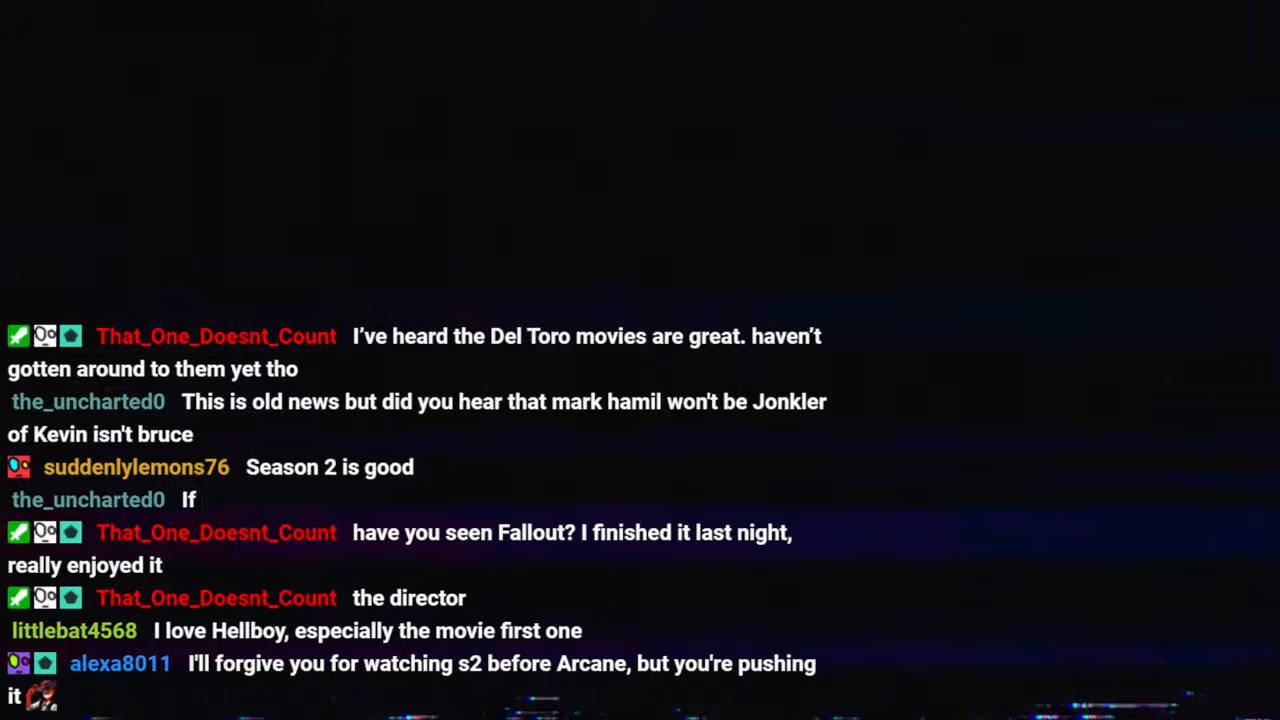 That_One_Doesnt_Count I’ve heard the Del Toro movies are great. haven’t
gotten around to them yet tho
the_uncharted0 This is old news but did you hear that mark hamil won't be Jonkler
of Kevin isn't bruce
suddenlylemons76 Season 2 is good
the_uncharted0 If
That_One_Doesnt_Count have you seen Fallout? I finished it last night,
really enjoyed it
That_One_Doesnt_Count the director
littlebat4568 I love Hellboy, especially the movie first one
alexa8011 I'll forgive you for watching s2 before Arcane, but you're pushing
it